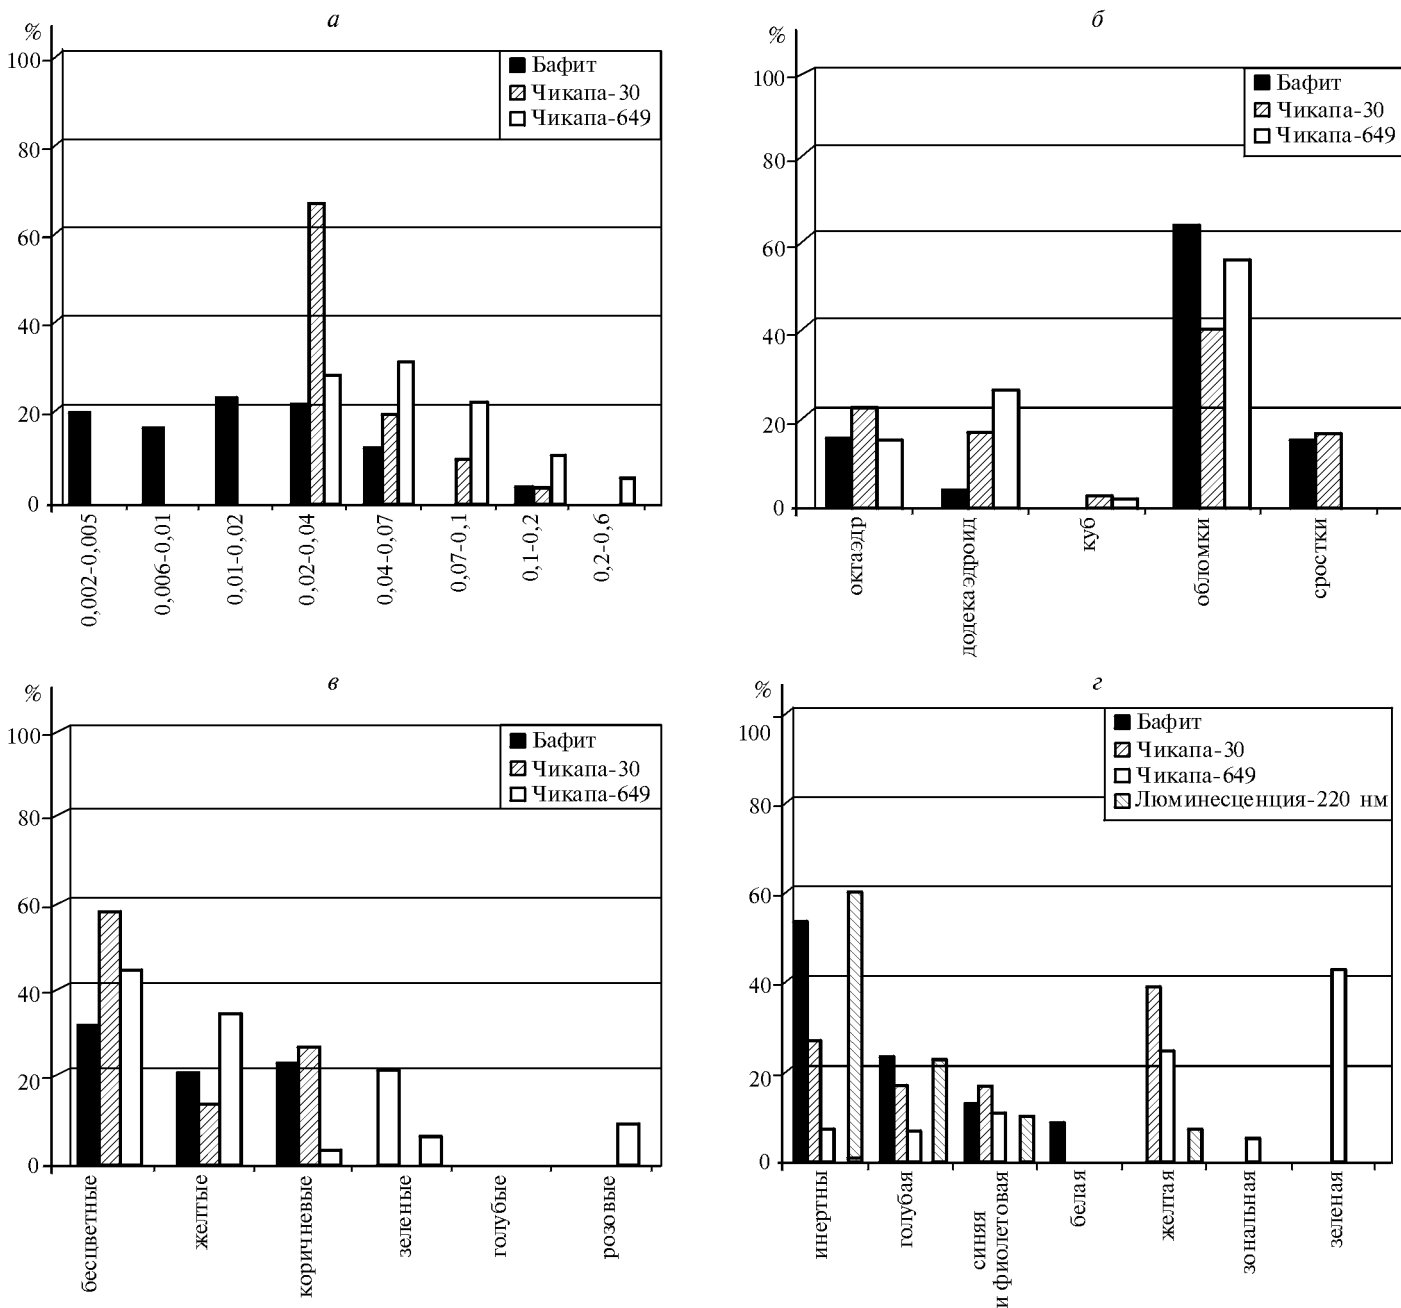 а
%
100
80
60
40
20
0
Бафит
Чикапа-30
Чикапа-649
0,002-0,005
0,006-0,01
0,01-0,02
0,02-0,04
0,04-0,07
0,07-0,1
0,1-0,2
0,2-0,6
б
%
100
80
60
40
20
0
Бафит
Чикапа-30
Чикапа-649
октаэдр
додекаэдроид
куб
обломки
сростки
в
%
100
80
60
40
20
0
Бафит
Чикапа-30
Чикапа-649
бесцветные
желтые
коричневые
зеленые
голубые
розовые
г
%
100
80
60
40
20
0
Бафит
Чикапа-30
Чикапа-649
Люминесценция-220 нм
инертны
голубая
синяя
и фиолетовая
белая
желтая
зональная
зеленая